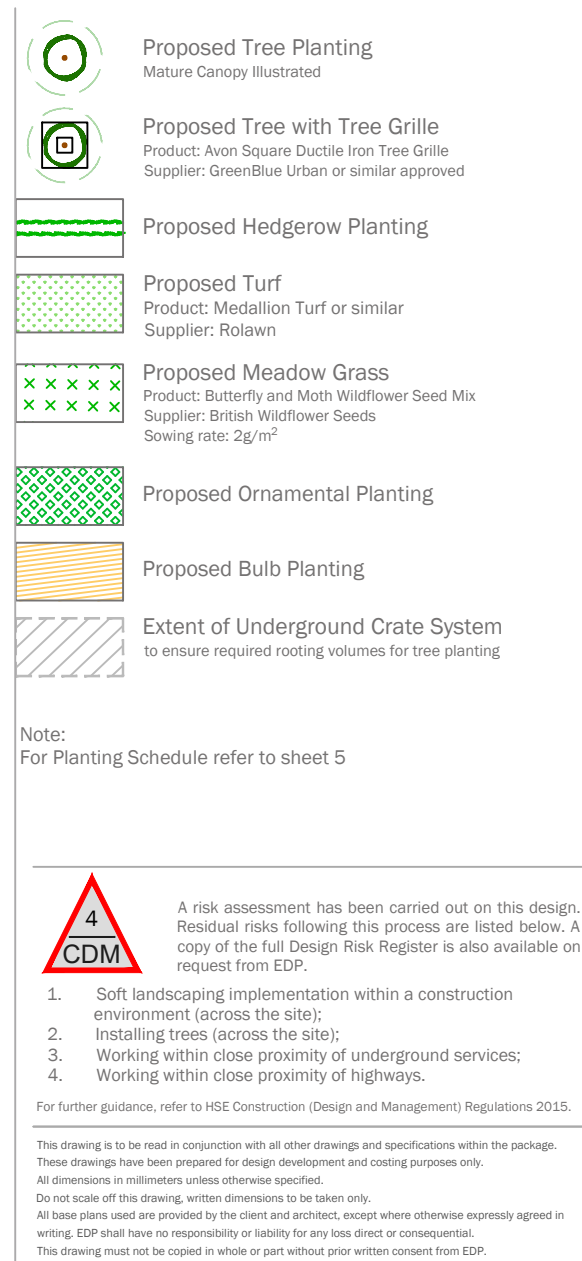 Proposed Tree Planting
Mature Canopy Illustrated
Proposed Tree with Tree Grille
Product: Avon Square Ductile Iron Tree Grille
Supplier: GreenBlue Urban or similar approved
Proposed Hedgerow Planting
Proposed Turf
Product: Medallion Turf or similar
Supplier: Rolawn
Proposed Meadow Grass
Product: Butterfly and Moth Wildflower Seed Mix
Supplier: British Wildflower Seeds
Sowing rate: 2g/m²
Proposed Ornamental Planting
Proposed Bulb Planting
Extent of Underground Crate System
to ensure required rooting volumes for tree planting
Note:
For Planting Schedule refer to sheet 5
4
CDM
A risk assessment has been carried out on this design.
Residual risks following this process are listed below. A
copy of the full Design Risk Register is also available on
request from EDP.
1. Soft landscaping implementation within a construction
environment (across the site);
2. Installing trees (across the site);
3. Working within close proximity of underground services;
4. Working within close proximity of highways.
For further guidance, refer to HSE Construction (Design and Management) Regulations 2015.
This drawing is to be read in conjunction with all other drawings and specifications within the package.
These drawings have been prepared for design development and costing purposes only.
All dimensions in millimeters unless otherwise specified.
Do not scale off this drawing, written dimensions to be taken only.
All base plans used are provided by the client and architect, except where otherwise expressly agreed in
writing. EDP shall have no responsibility or liability for any loss direct or consequential.
This drawing must not be copied in whole or part without prior written consent from EDP.